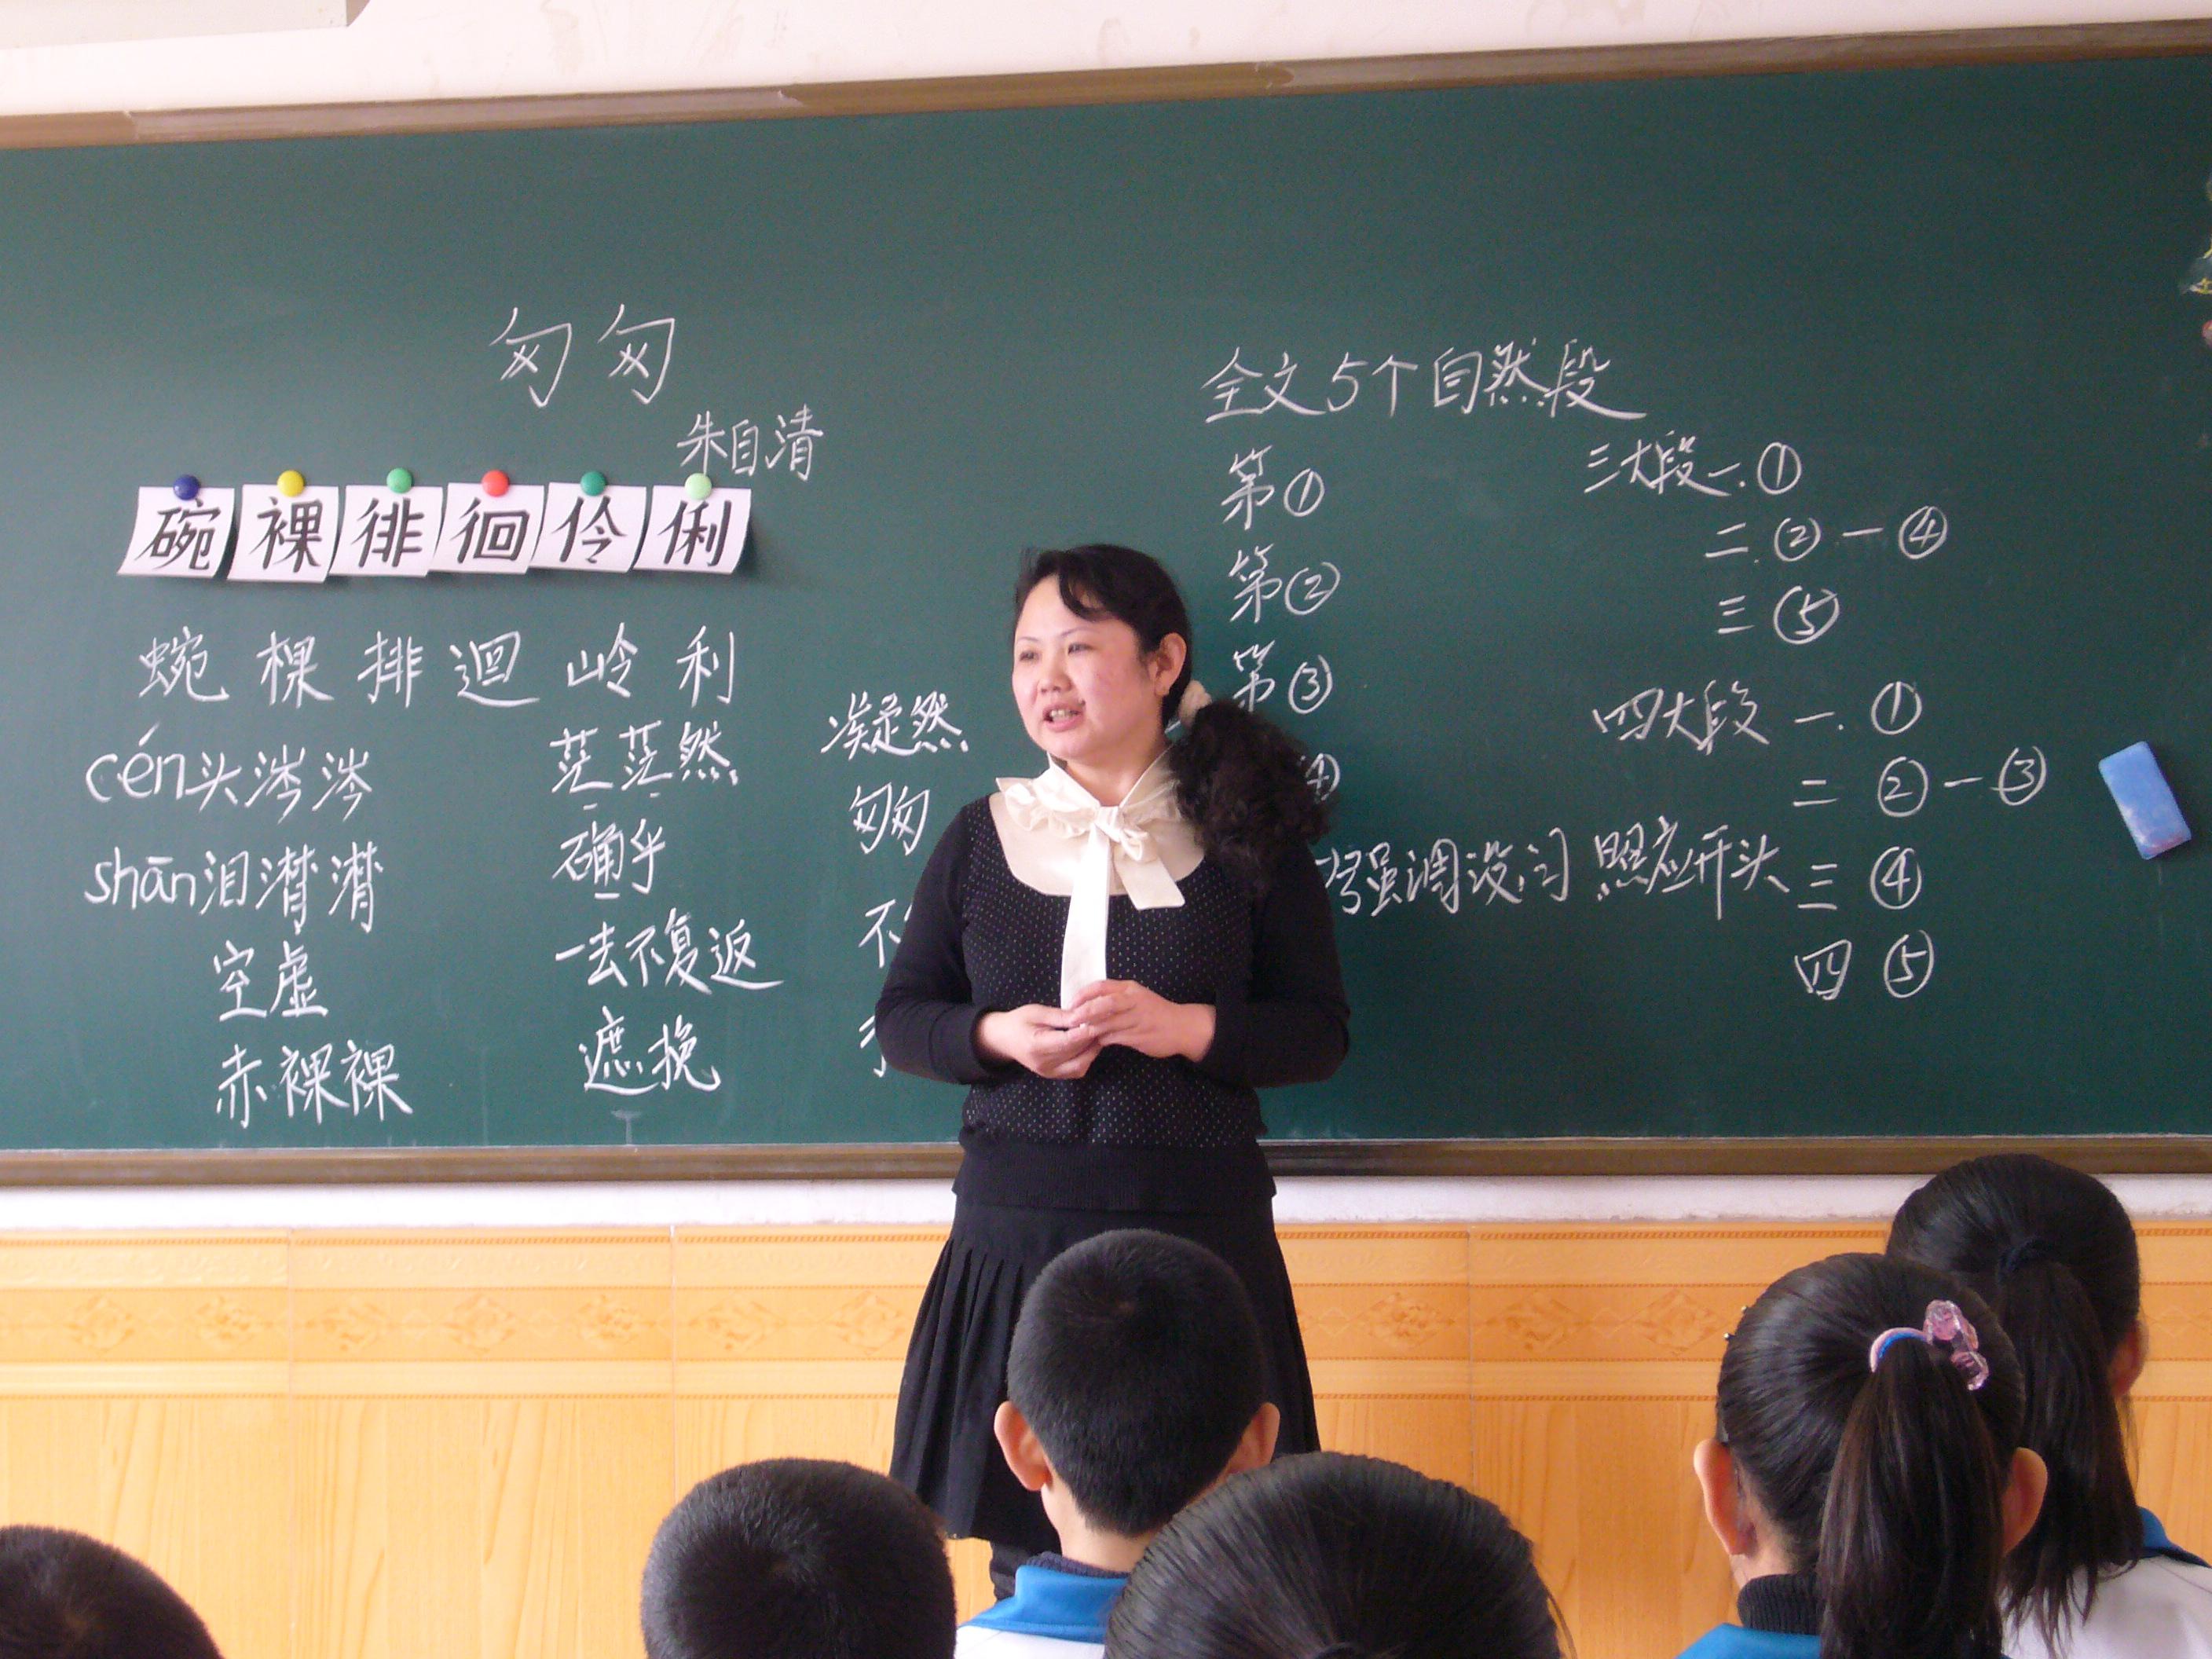 匆匆
朱自清
碗 裸 徘 徊 伶 俐
蜿 棵 排 迴 岭 利
cén头涔涔
shān泪潸潸
空虚
赤裸裸
茫茫然
确乎
一去不复返
遮挽
凝然
匆匆
不
全文5个自然段
第①
第②
第③
④
增强调设问 照应开头
三大段一.①
二.②一④
三⑤
四大段一.①
二②一③
三④
四⑤